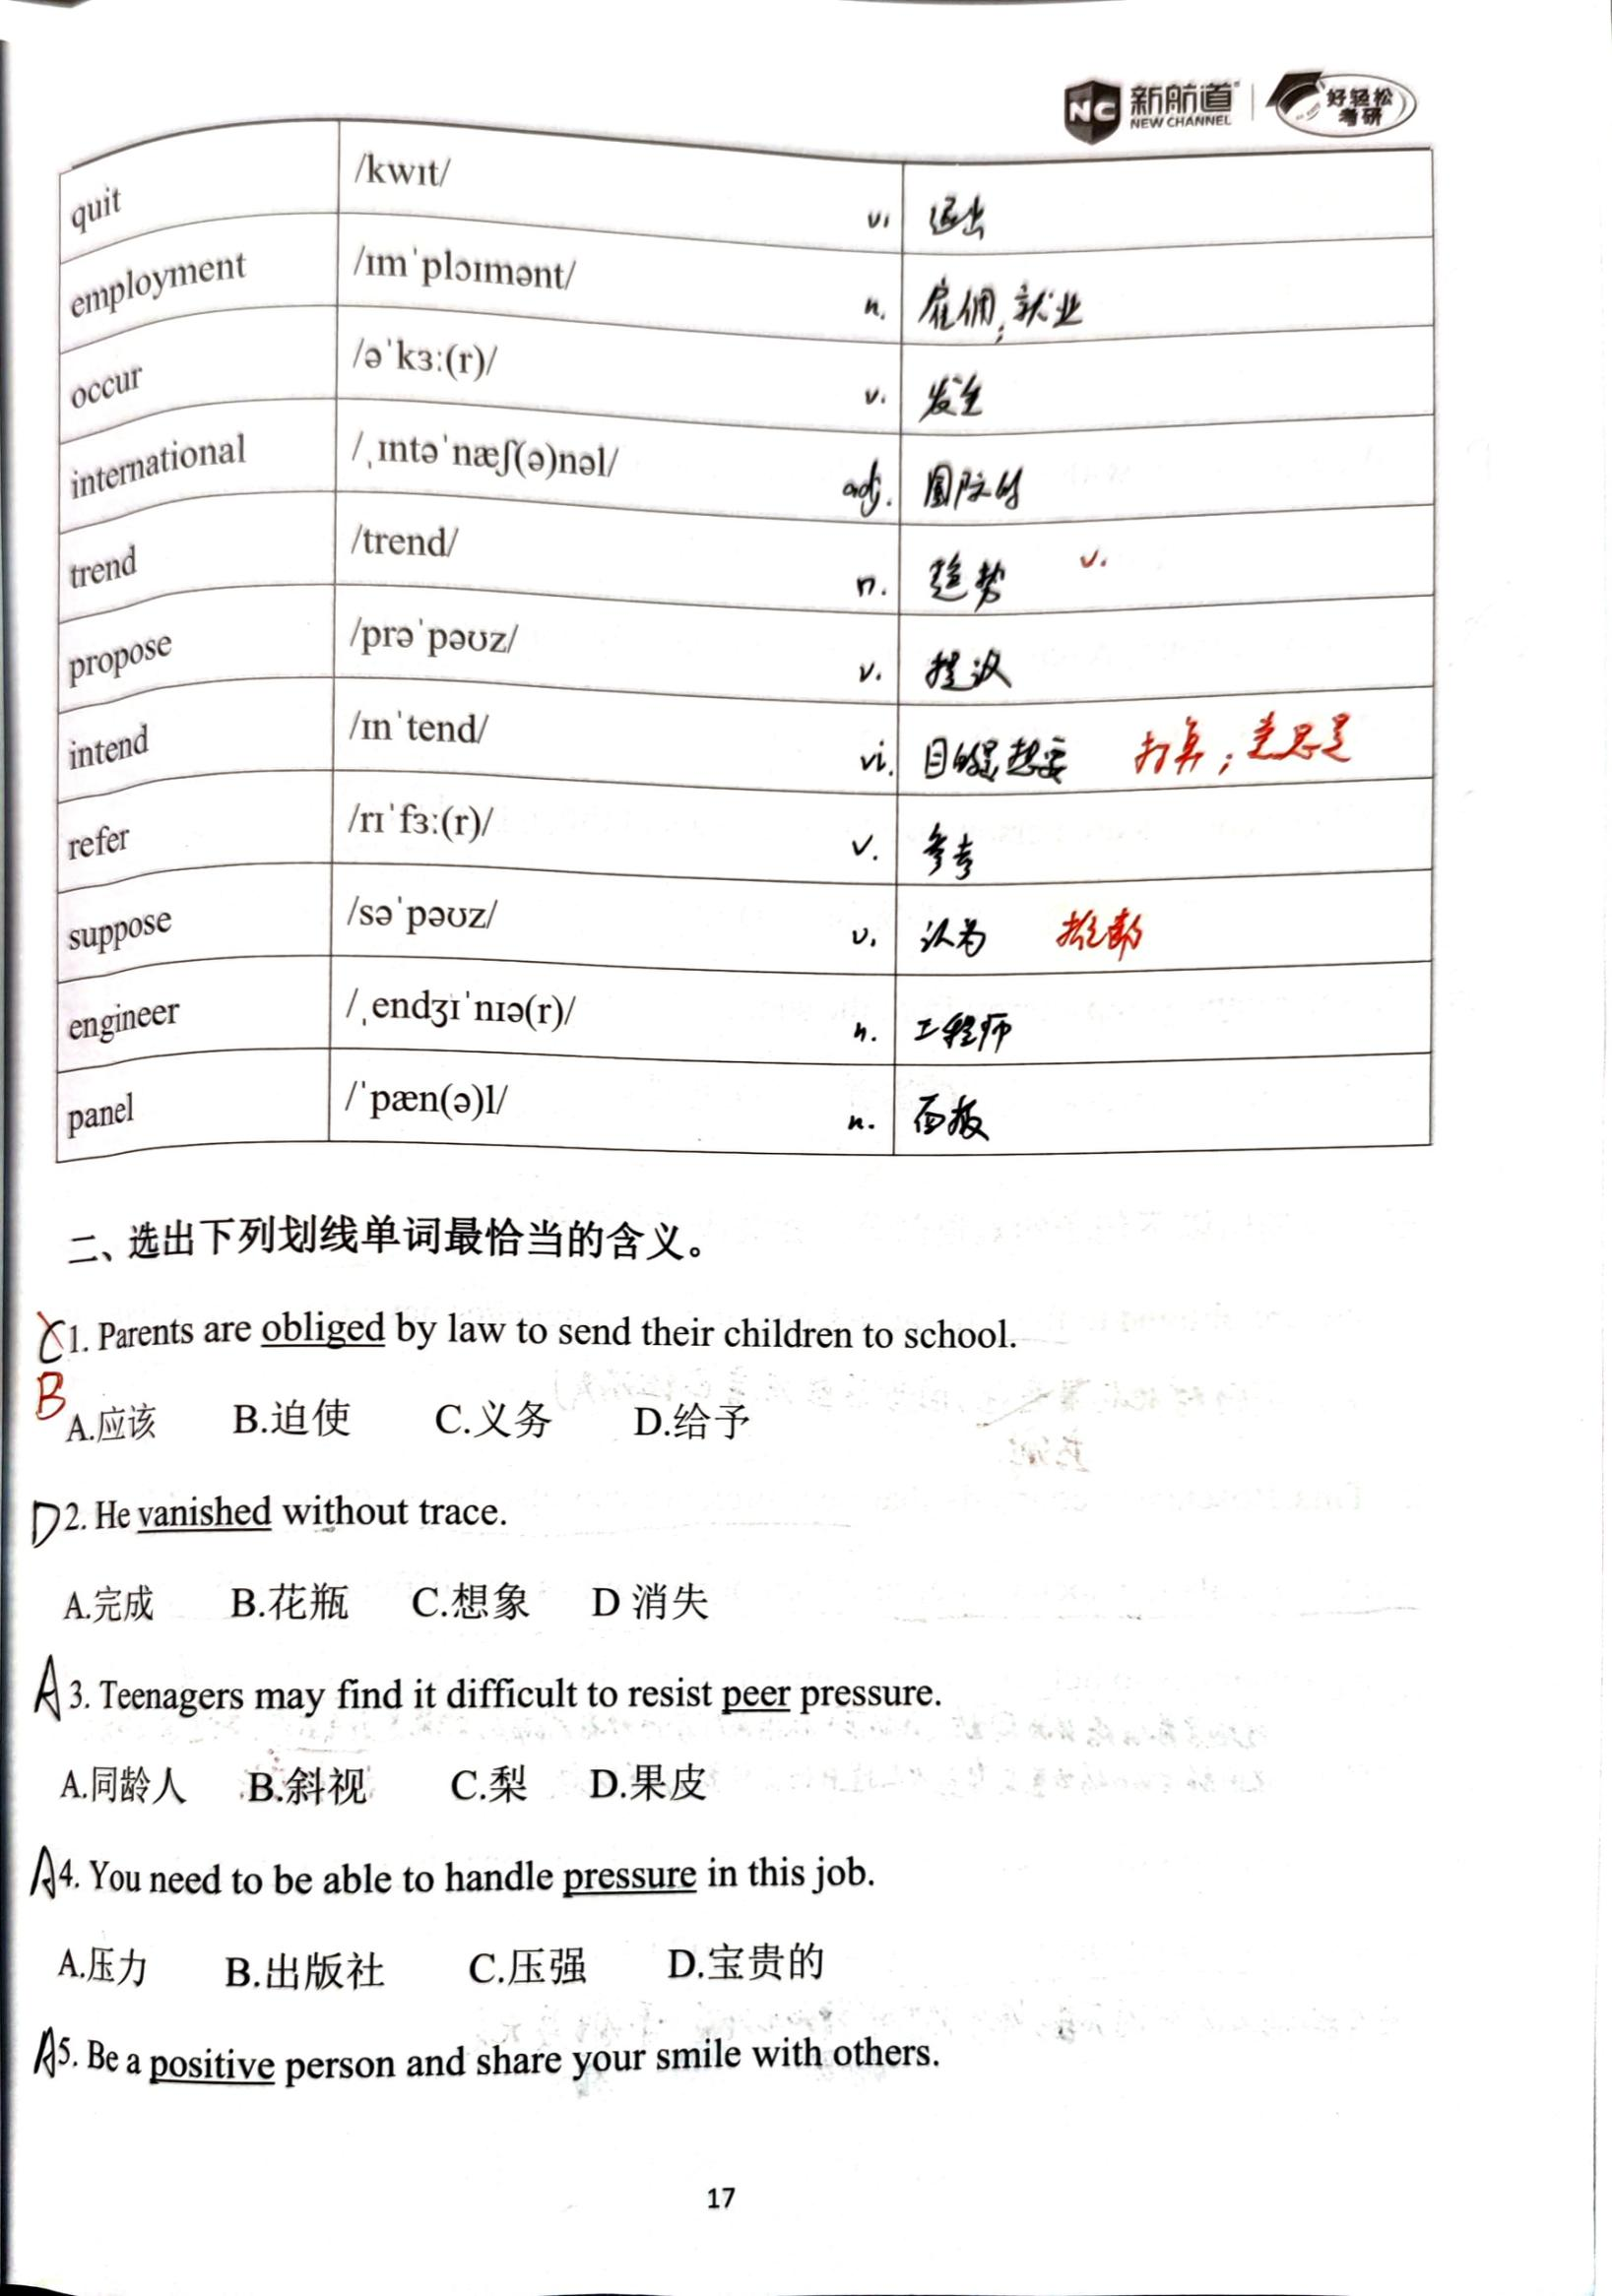 NC 新航道 NEW CHANNEL 好轻松考研
quit /kwɪt/ vi 退出
employment /ɪmˈplɔɪmənt/ n. 雇佣;就业
occur /əˈkɜː(r)/ v. 发生
international /ˌɪntəˈnæʃ(ə)nəl/ adj. 国际的
trend /trend/ n. 趋势 v.
propose /prəˈpəʊz/ v. 提议
intend /ɪnˈtend/ vi. 目的是 想要 打算;意思是
refer /rɪˈfɜː(r)/ v. 参考
suppose /səˈpəʊz/ v. 认为 推断
engineer /ˌendʒɪˈnɪə(r)/ n. 工程师
panel /ˈpæn(ə)l/ n. 面板
二、选出下列划线单词最恰当的含义。
C 1. Parents are obliged by law to send their children to school.
B
A.应该 B.迫使 C.义务 D.给予
D 2. He vanished without trace.
A.完成 B.花瓶 C.想象 D 消失
A 3. Teenagers may find it difficult to resist peer pressure.
A.同龄人 B.斜视 C.梨 D.果皮
A 4. You need to be able to handle pressure in this job.
A.压力 B.出版社 C.压强 D.宝贵的
A 5. Be a positive person and share your smile with others.
17